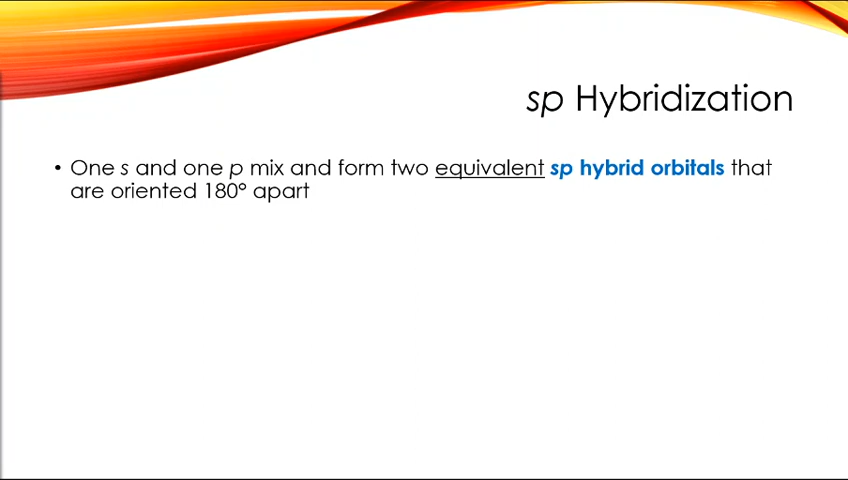 sp Hybridization
• One s and one p mix and form two equivalent sp hybrid orbitals that
are oriented 180° apart